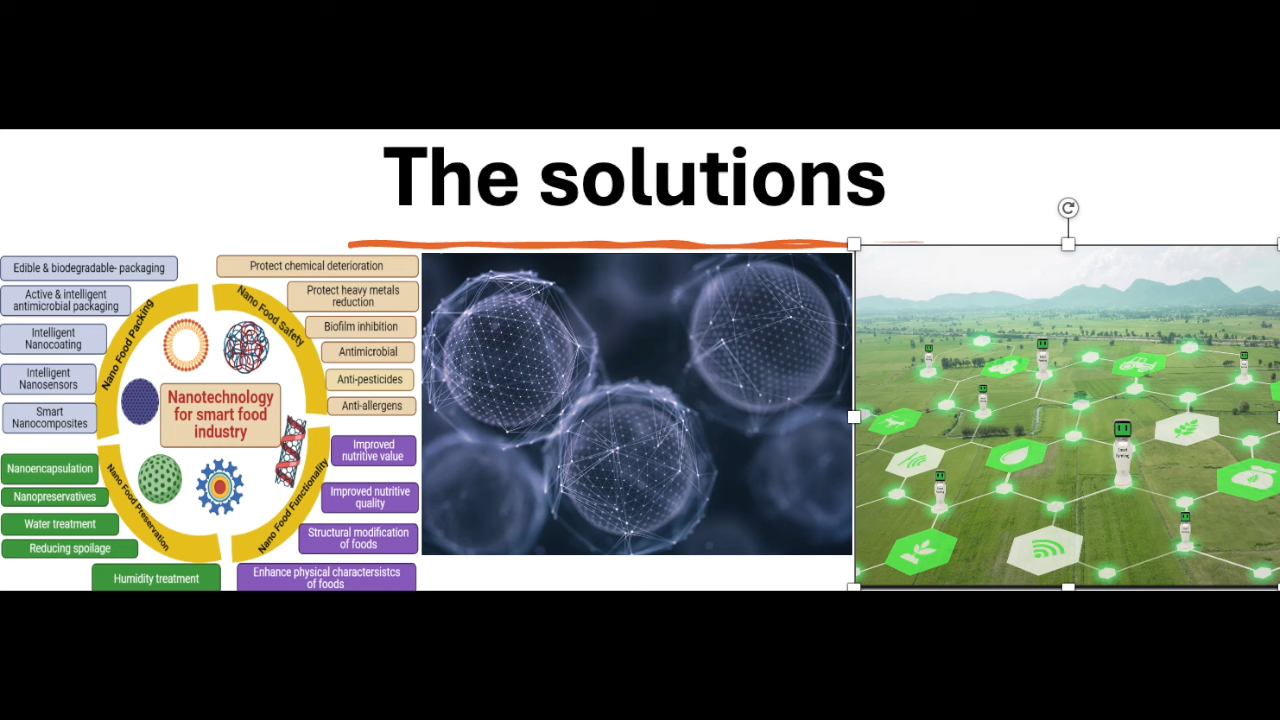 The solutions
Edible & biodegradable- packaging
Active & intelligent
antimicrobial packaging
Intelligent
Nanocoating
Intelligent
Nanosensors
Smart
Nanocomposites
Nano Food Packing
Protect chemical deterioration
Protect heavy metals
reduction
Biofilm inhibition
Antimicrobial
Anti-pesticides
Anti-allergens
Nano Food Safety
Nanotechnology
for smart food
industry
Nanoencapsulation
Nanopreservatives
Water treatment
Reducing spoilage
Humidity treatment
Nano Food Preservation
Improved
nutritive value
Improved nutritive
quality
Structural modification
of foods
Enhance physical charactersistcs
of foods
Nano Food Functionality
Smart
farming